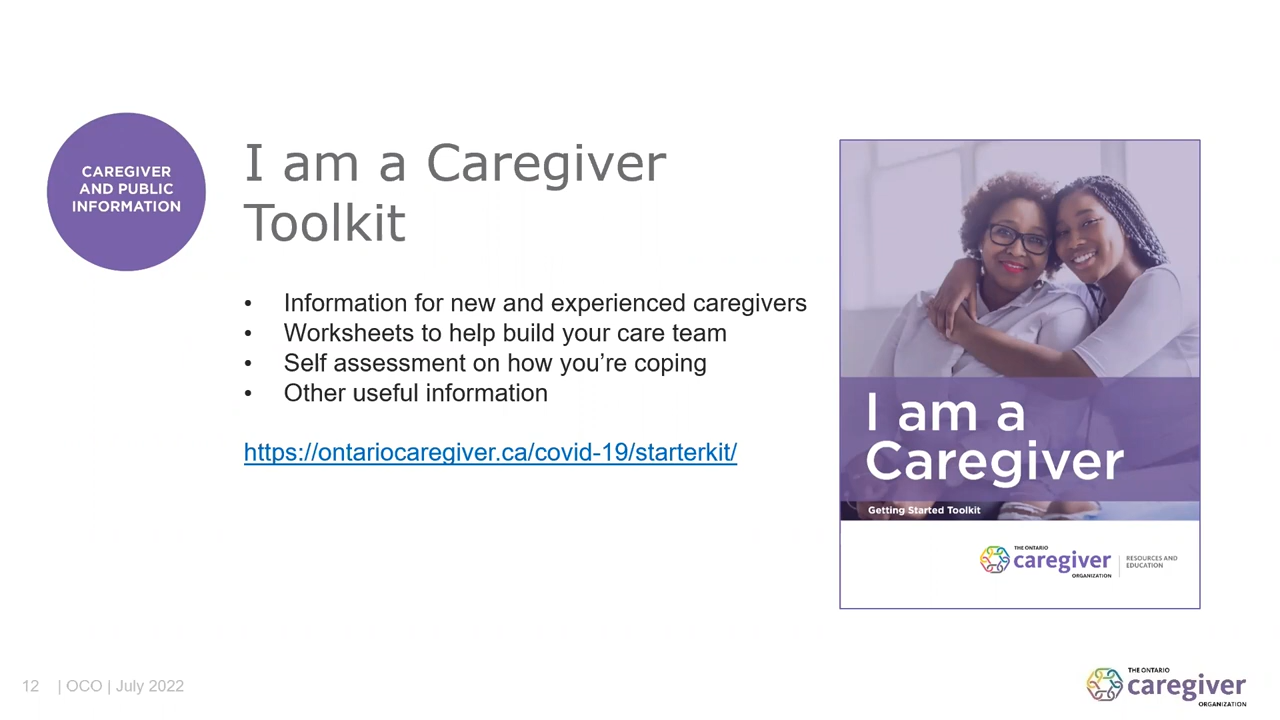 CAREGIVER
AND PUBLIC
INFORMATION
I am a Caregiver
Toolkit
• Information for new and experienced caregivers
• Worksheets to help build your care team
• Self assessment on how you’re coping
• Other useful information
https://ontariocaregiver.ca/covid-19/starterkit/
I am a
Caregiver
Getting Started Toolkit
THE ONTARIO
caregiver
ORGANIZATION
RESOURCES AND
EDUCATION
12 | OCO | July 2022
THE ONTARIO
caregiver
ORGANIZATION